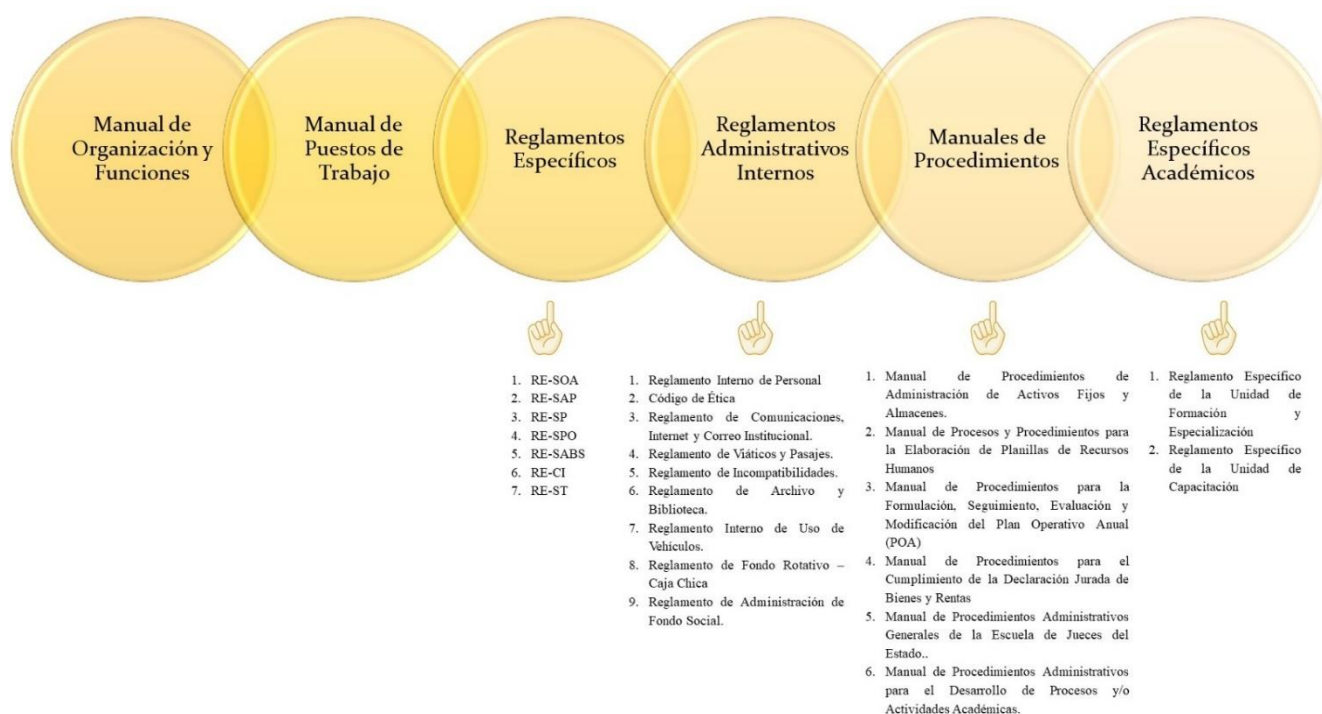 Manual de
Organización y
Funciones
Manual de
Puestos de
Trabajo
Reglamentos
Específicos
Reglamentos
Administrativos
Internos
Manuales de
Procedimientos
Reglamentos
Específicos
Académicos
1. RE-SOA
2. RE-SAP
3. RE-SP
4. RE-SPO
5. RE-SABS
6. RE-CI
7. RE-ST
1. Reglamento Interno de Personal
2. Código de Ética
3. Reglamento de Comunicaciones,
Internet y Correo Institucional.
4. Reglamento de Viáticos y Pasajes.
5. Reglamento de Incompatibilidades.
6. Reglamento de Archivo y
Biblioteca.
7. Reglamento Interno de Uso de
Vehículos.
8. Reglamento de Fondo Rotativo –
Caja Chica
9. Reglamento de Administración de
Fondo Social.
1. Manual de Procedimientos de
Administración de Activos Fijos y
Almacenes.
2. Manual de Procesos y Procedimientos para
la Elaboración de Planillas de Recursos
Humanos
3. Manual de Procedimientos para la
Formulación, Seguimiento, Evaluación y
Modificación del Plan Operativo Anual
(POA)
4. Manual de Procedimientos para el
Cumplimiento de la Declaración Jurada de
Bienes y Rentas
5. Manual de Procedimientos Administrativos
Generales de la Escuela de Jueces del
Estado..
6. Manual de Procedimientos Administrativos
para el Desarrollo de Procesos y/o
Actividades Académicas.
1. Reglamento Específico
de la Unidad de
Formación y
Especialización
2. Reglamento Específico
de la Unidad de
Capacitación